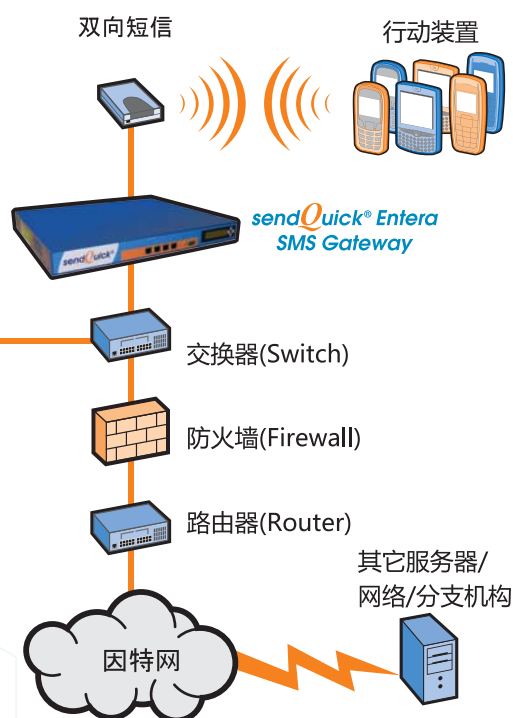 双向短信
行动装置
sendQuick® Entera
SMS Gateway
sendQuick®
交换器(Switch)
防火墙(Firewall)
路由器(Router)
其它服务器/
网络/分支机构
因特网